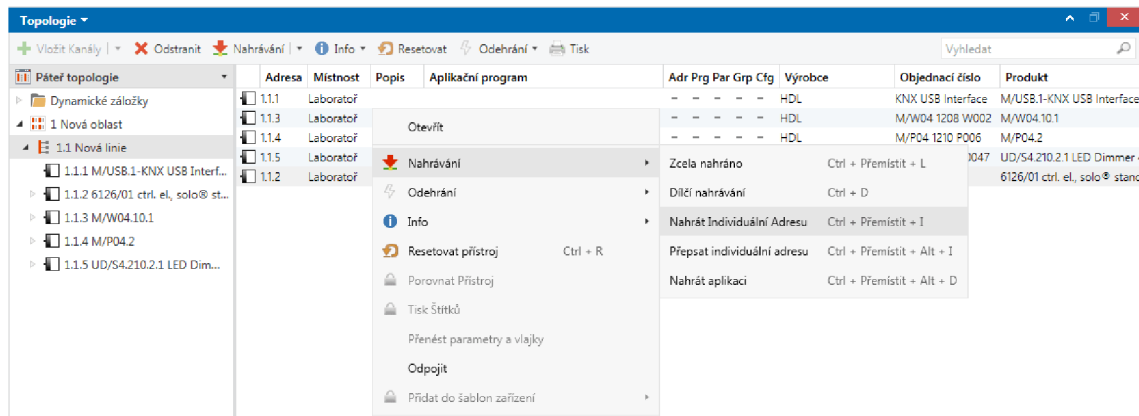 Topologie
Vložit Kanály Odstranit Nahrávání Info Resetovat Odehrání Tisk Vyhledat
Páteř topologie Adresa Místnost Popis Aplikační program Adr Prg Par Grp Cfg Výrobce Objednací číslo Produkt
Dynamické záložky 1.1.1 Laboratoř - - - - - HDL KNX USB Interface M/USB.1-KNX USB Interface
1 Nová oblast 1.1.3 Laboratoř - - - - - HDL M/W04 1208 W002 M/W04.10.1
1.1 Nová linie 1.1.4 Laboratoř - - - - - HDL M/P04 1210 P006 M/P04.2
1.1.5 Laboratoř 0047 UD/S4.210.2.1 LED Dimmer
1.1.2 Laboratoř 6126/01 ctrl. el., solo® stand
1.1.1 M/USB.1-KNX USB Interf...
1.1.2 6126/01 ctrl. el., solo® st...
1.1.3 M/W04.10.1
1.1.4 M/P04.2
1.1.5 UD/S4.210.2.1 LED Dim...
Otevřít
Nahrávání
Odehrání
Info
Resetovat přístroj Ctrl + R
Porovnat Přístroj
Tisk Štítků
Přenést parametry a vlajky
Odpojit
Přidat do šablon zařízení
Zcela nahráno Ctrl + Přemístit + L
Dílčí nahrávání Ctrl + D
Nahrát Individuální Adresu Ctrl + Přemístit + I
Přepsat individuální adresu Ctrl + Přemístit + Alt + I
Nahrát aplikaci Ctrl + Přemístit + Alt + D